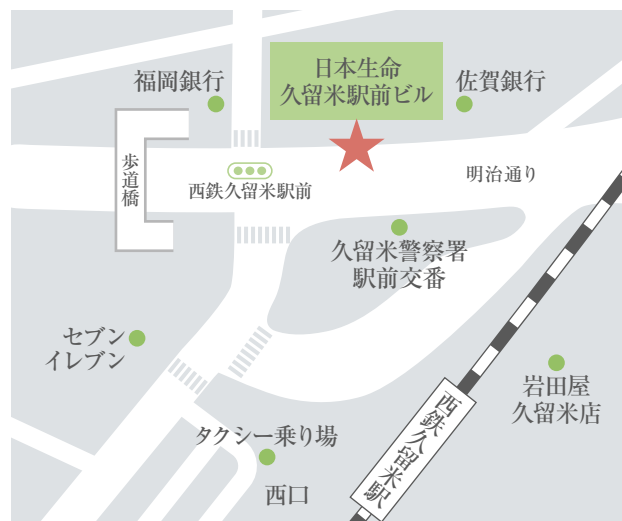 日本生命
久留米駅前ビル
福岡銀行
佐賀銀行
歩道橋
西鉄久留米駅前
明治通り
久留米警察署
駅前交番
セブン
イレブン
岩田屋
久留米店
西鉄久留米駅
タクシー乗り場
西口